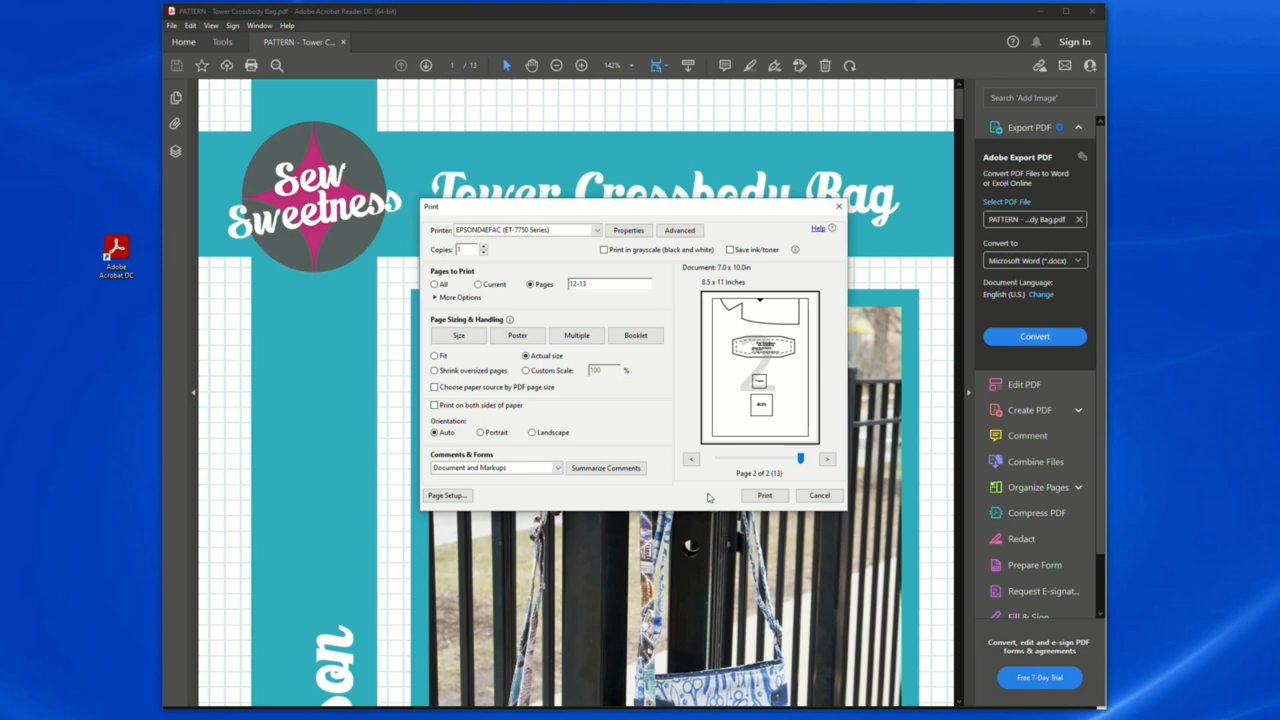 PATTERN - Tower Crossbody Bag.pdf - Adobe Acrobat Reader DC (64-bit)
File Edit View Sign Window Help
Home Tools PATTERN - Tower C... × Sign In
1 / 13 142%
Adobe
Acrobat DC
Sew
Sweetness
Tower Crossbody Bag
Print
Printer: EPSOND4EFAC (ET-7750 Series) Properties Advanced Help
Copies: 1 Print in grayscale (black and white) Save ink/toner
Pages to Print
All Current Pages 12-13
More Options
Page Sizing & Handling
Size Poster Multiple Booklet
Fit Actual size
Shrink oversized pages Custom Scale: 100 %
Choose paper source by PDF page size
Print on both sides of paper
Orientation:
Auto Portrait Landscape
Comments & Forms
Document and Markups Summarize Comments
Page Setup...
Document: 7.0 x 10.0in
8.5 x 11 Inches
2
4cm
< >
Page 2 of 2 (13)
Print Cancel
Search 'Add Image'
Export PDF
Adobe Export PDF
Convert PDF Files to Word
or Excel Online
Select PDF File
PATTERN - ...dy Bag.pdf
Convert to
Microsoft Word (*.docx)
Document Language:
English (U.S.) Change
Convert
Edit PDF
Create PDF
Comment
Combine Files
Organize Pages
Compress PDF
Redact
Prepare Form
Request E-signat...
Fill & Sign
Convert, edit and e-sign PDF
forms & agreements
Free 7-Day Trial